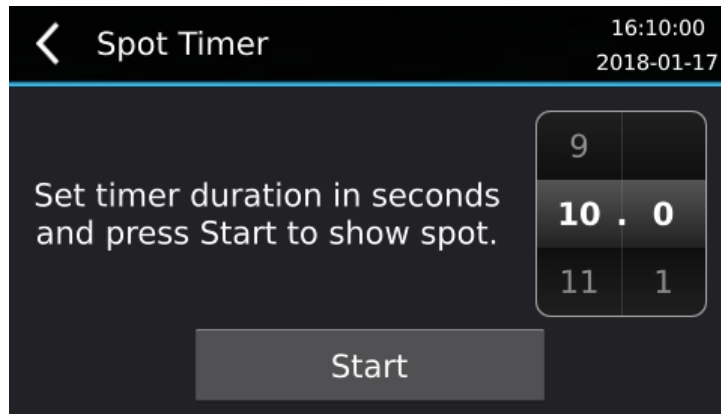 Spot Timer
16:10:00
2018-01-17
Set timer duration in seconds
and press Start to show spot.
9
10 . 0
11 1
Start